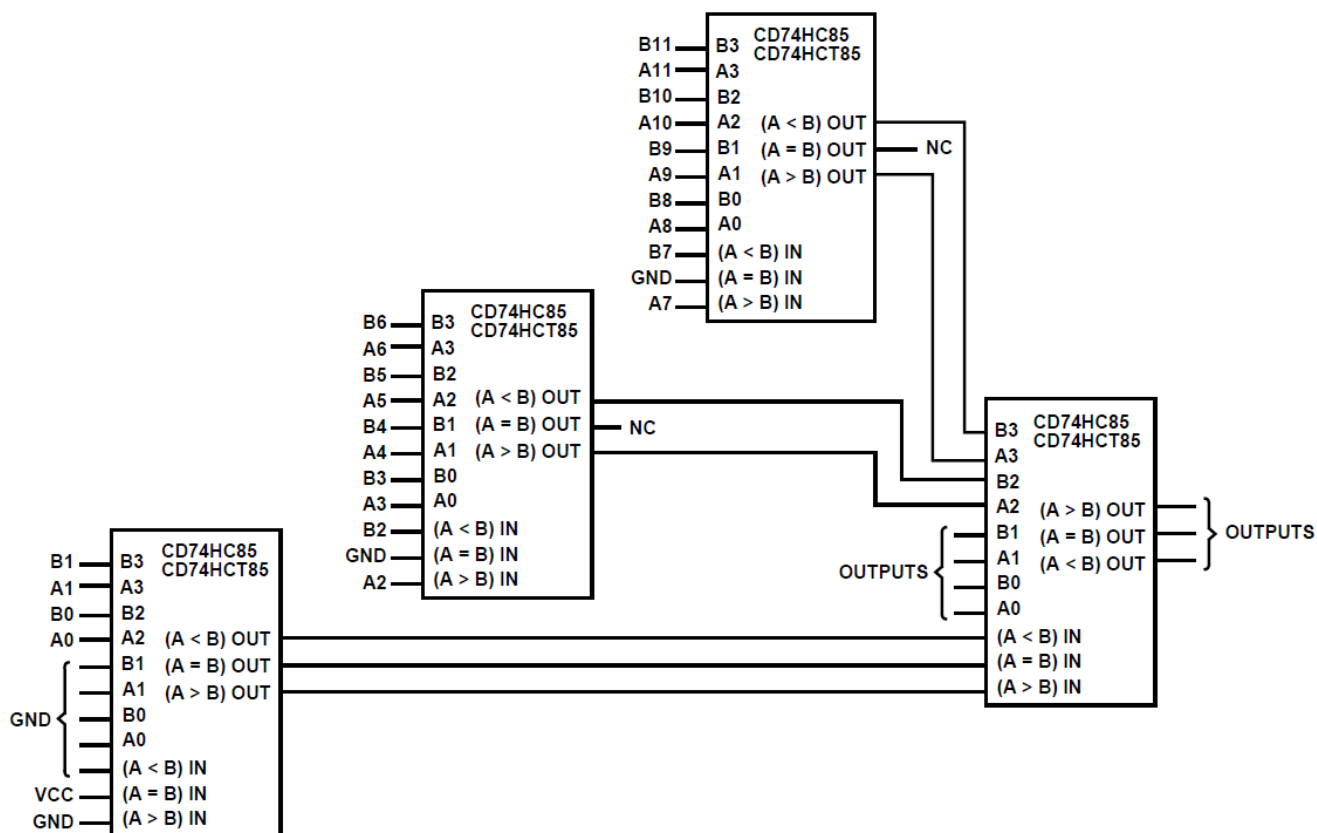 CD74HC85
CD74HCT85
B11 B3
A11 A3
B10 B2
A10 A2 (A < B) OUT
B9 B1 (A = B) OUT NC
A9 A1 (A > B) OUT
B8 B0
A8 A0
B7 (A < B) IN
GND (A = B) IN
A7 (A > B) IN
CD74HC85
CD74HCT85
B6 B3
A6 A3
B5 B2
A5 A2 (A < B) OUT
B4 B1 (A = B) OUT NC
A4 A1 (A > B) OUT
B3 B0
A3 A0
B2 (A < B) IN
GND (A = B) IN
A2 (A > B) IN
CD74HC85
CD74HCT85
B1 B3
A1 A3
B0 B2
A0 A2 (A < B) OUT
B1 (A = B) OUT
A1 (A > B) OUT
GND B0
A0
(A < B) IN
VCC (A = B) IN
GND (A > B) IN
CD74HC85
CD74HCT85
B3
A3
B2
A2 (A > B) OUT
B1 (A = B) OUT OUTPUTS
A1 (A < B) OUT
OUTPUTS
B0
A0
(A < B) IN
(A = B) IN
(A > B) IN